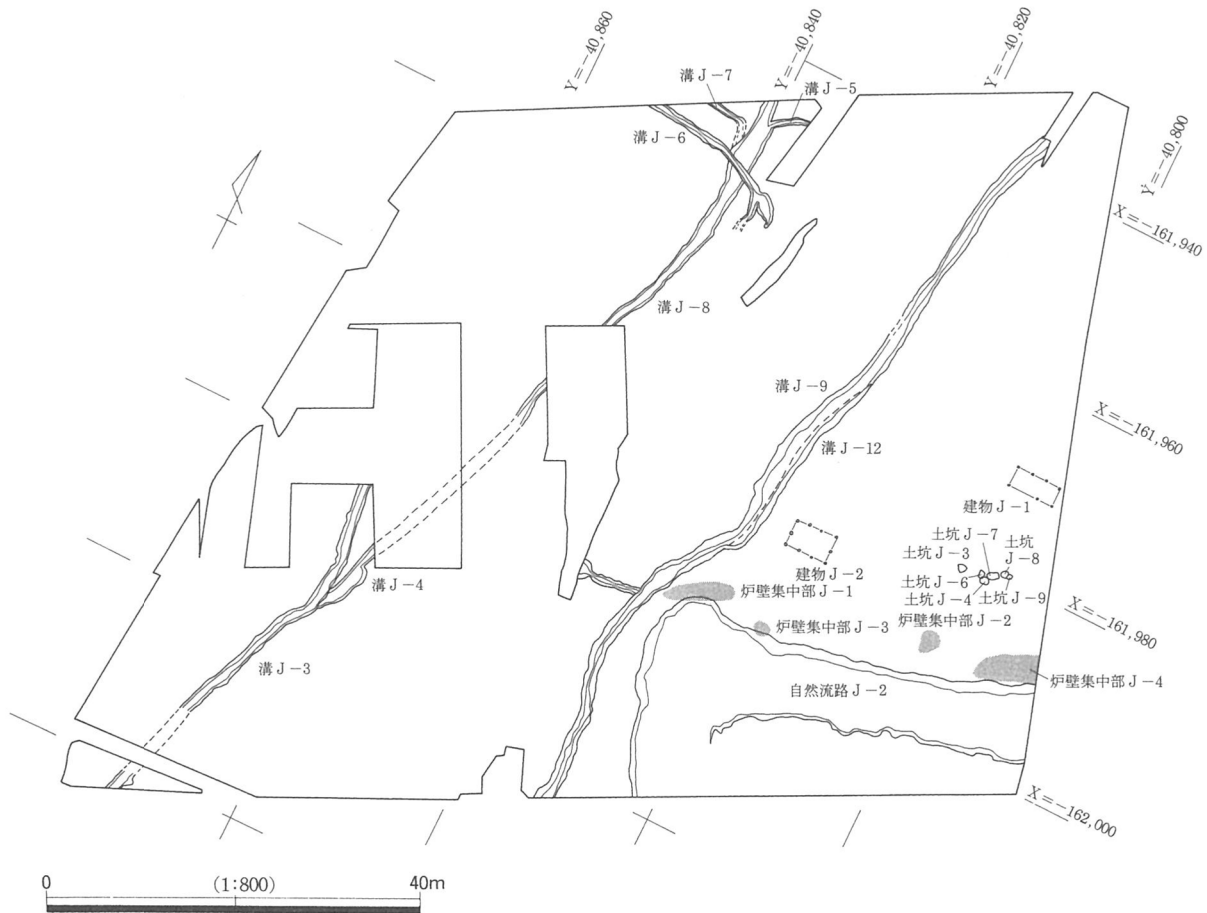 Y=-40,860
Y=-40,840
Y=-40,820
Y=-40,800
溝J-7
溝J-5
溝J-6
X=-161,940
溝J-8
溝J-9
X=-161,960
溝J-12
建物J-1
土坑J-7
土坑
J-8
土坑J-3
建物J-2
土坑J-6
土坑J-4
土坑J-9
溝J-4
炉壁集中部J-1
炉壁集中部J-3
炉壁集中部J-2
X=-161,980
溝J-3
炉壁集中部J-4
自然流路J-2
X=-162,000
0
(1:800)
40m